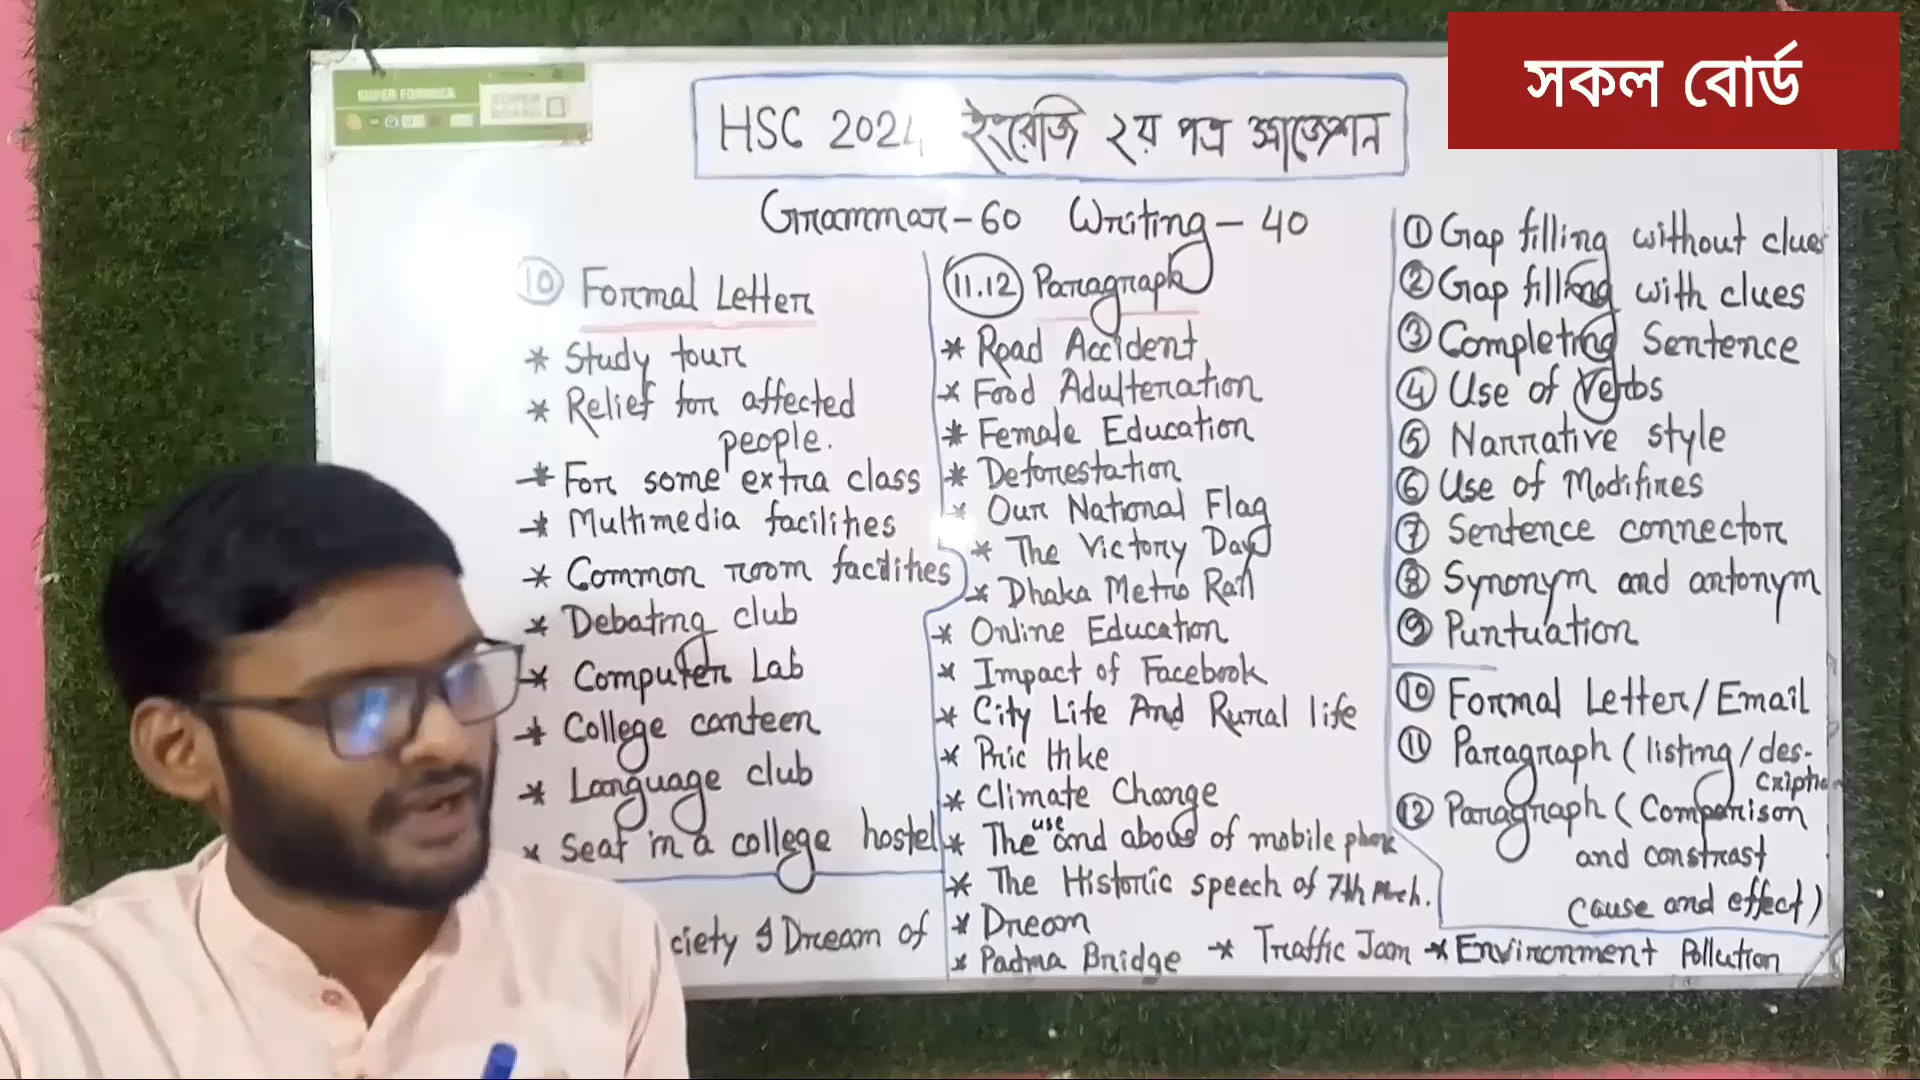 সকল বোর্ড
SUPER FORMICA
HSC 2024 ইংরেজি ২য় পত্র সাজেশন
Grammar-60 Writing-40
10 Formal Letter
* Study tour
* Relief for affected
people.
* For some extra class
* Multimedia facilities
* Common room facilities
* Debating club
* Computer Lab
* College canteen
* Language club
* Seat in a college hostel
ciety I Dream of
11.12 Paragraph
* Road Accident
* Food Adulteration
* Female Education
* Deforestation
* Our National Flag
* The Victory Day
* Dhaka Metro Rail
* Online Education
* Impact of Facebook
* City Life And Rural life
* Pric Hike
* Climate Change
* The use and abous of mobile phone
* The Historic speech of 7th March.
* Dream
* Padma Bridge * Traffic Jam * Environment Pollution
1 Gap filling without clues
2 Gap filling with clues
3 Completing Sentence
4 Use of Verbs
5 Narrative style
6 Use of Modifires
7 Sentence connector
8 Synonym and antonym
9 Puntuation
10 Formal Letter/Email
11 Paragraph (listing/des-
cription
12 Paragraph (Comparison
and constrast
cause and effect)